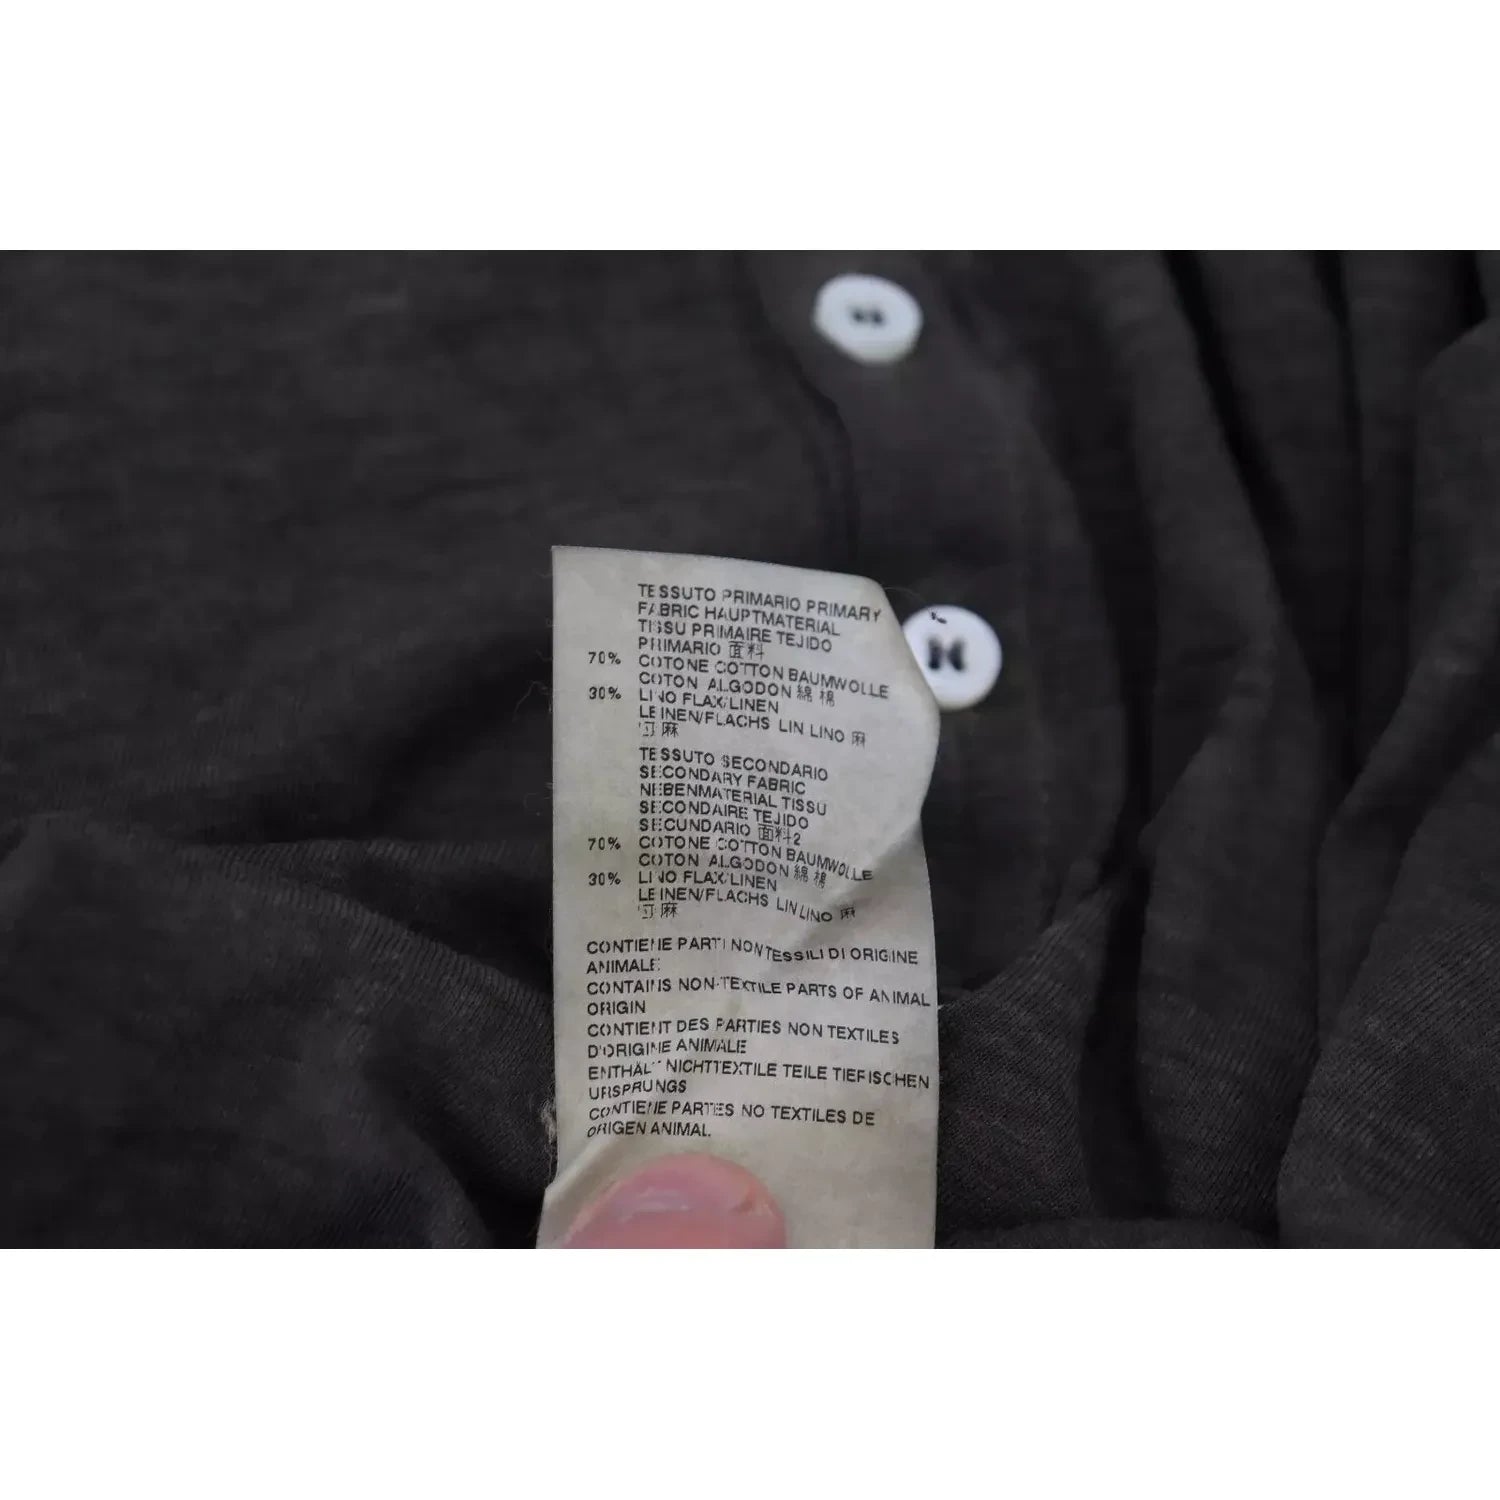 TESSUTO PRIMARIO PRIMARY
FABRIC HAUPTMATERIAL
TISSU PRIMAIRE TEJIDO
PRIMARIO 面料
70% COTONE COTTON BAUMWOLLE
COTON ALGODON 綿 棉
30% LINO FLAX/LINEN
LEINEN/FLACHS LIN LINO 麻
麻
TESSUTO SECONDARIO
SECONDARY FABRIC
NEBENMATERIAL TISSU
SECONDAIRE TEJIDO
SECUNDARIO 面料2
70% COTONE COTTON BAUMWOLLE
COTON ALGODON 綿 棉
30% LINO FLAX/LINEN
LEINEN/FLACHS LIN LINO 麻
麻
CONTIENE PARTI NON TESSILI DI ORIGINE
ANIMALE
CONTAINS NON-TEXTILE PARTS OF ANIMAL
ORIGIN
CONTIENT DES PARTIES NON TEXTILES
D'ORIGINE ANIMALE
ENTHÄLT NICHTTEXTILE TEILE TIERISCHEN
URSPRUNGS
CONTIENE PARTES NO TEXTILES DE
ORIGEN ANIMAL